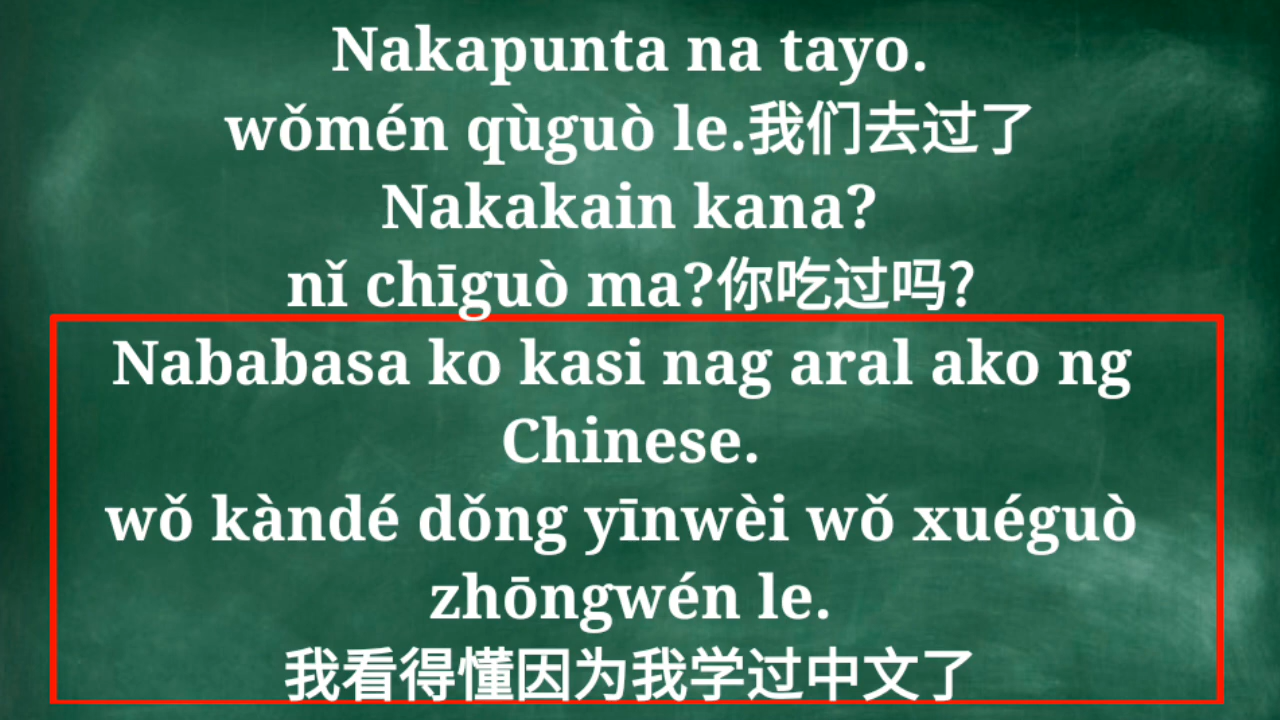 Nakapunta na tayo.
wǒmén qùguò le.我们去过了
Nakakain kana?
nǐ chīguò ma?你吃过吗?
Nababasa ko kasi nag aral ako ng
Chinese.
wǒ kàndé dǒng yīnwèi wǒ xuéguò
zhōngwén le.
我看得懂因为我学过中文了